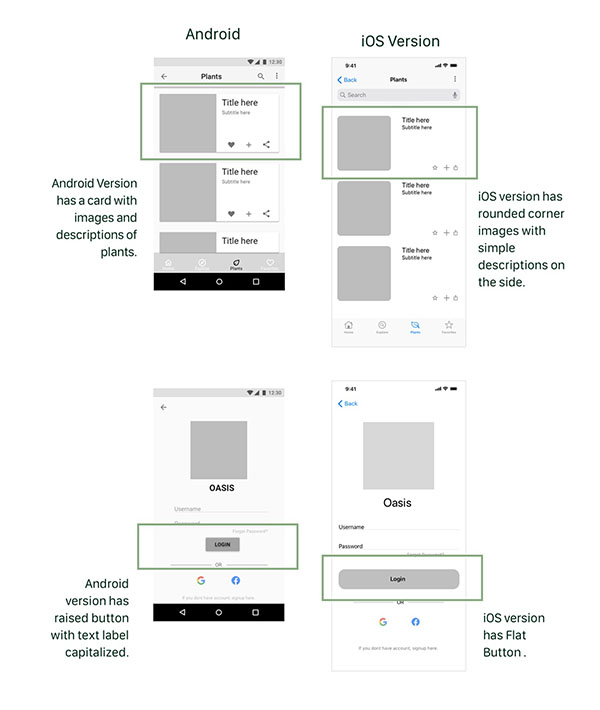 Android
iOS Version
12:30
Plants
Title here
Subtitle here
Title here
Subtitle here
Title here
Home
Plants
Favorites
9:41
Back
Plants
Search
Title here
Subtitle here
Title here
Subtitle here
Title here
Subtitle here
Home
Explore
Plants
Favorites
Android Version
has a card with
images and
descriptions of
plants.
iOS version has
rounded corner
images with
simple
descriptions on
the side.
12:30
OASIS
Username
Password
Forgot Password?
LOGIN
OR
If you dont have account, signup here.
9:41
Back
Oasis
Username
Password
Forgot Password?
Login
OR
If you dont have account, signup here.
Android
version has
raised button
with text label
capitalized.
iOS version
has Flat
Button .